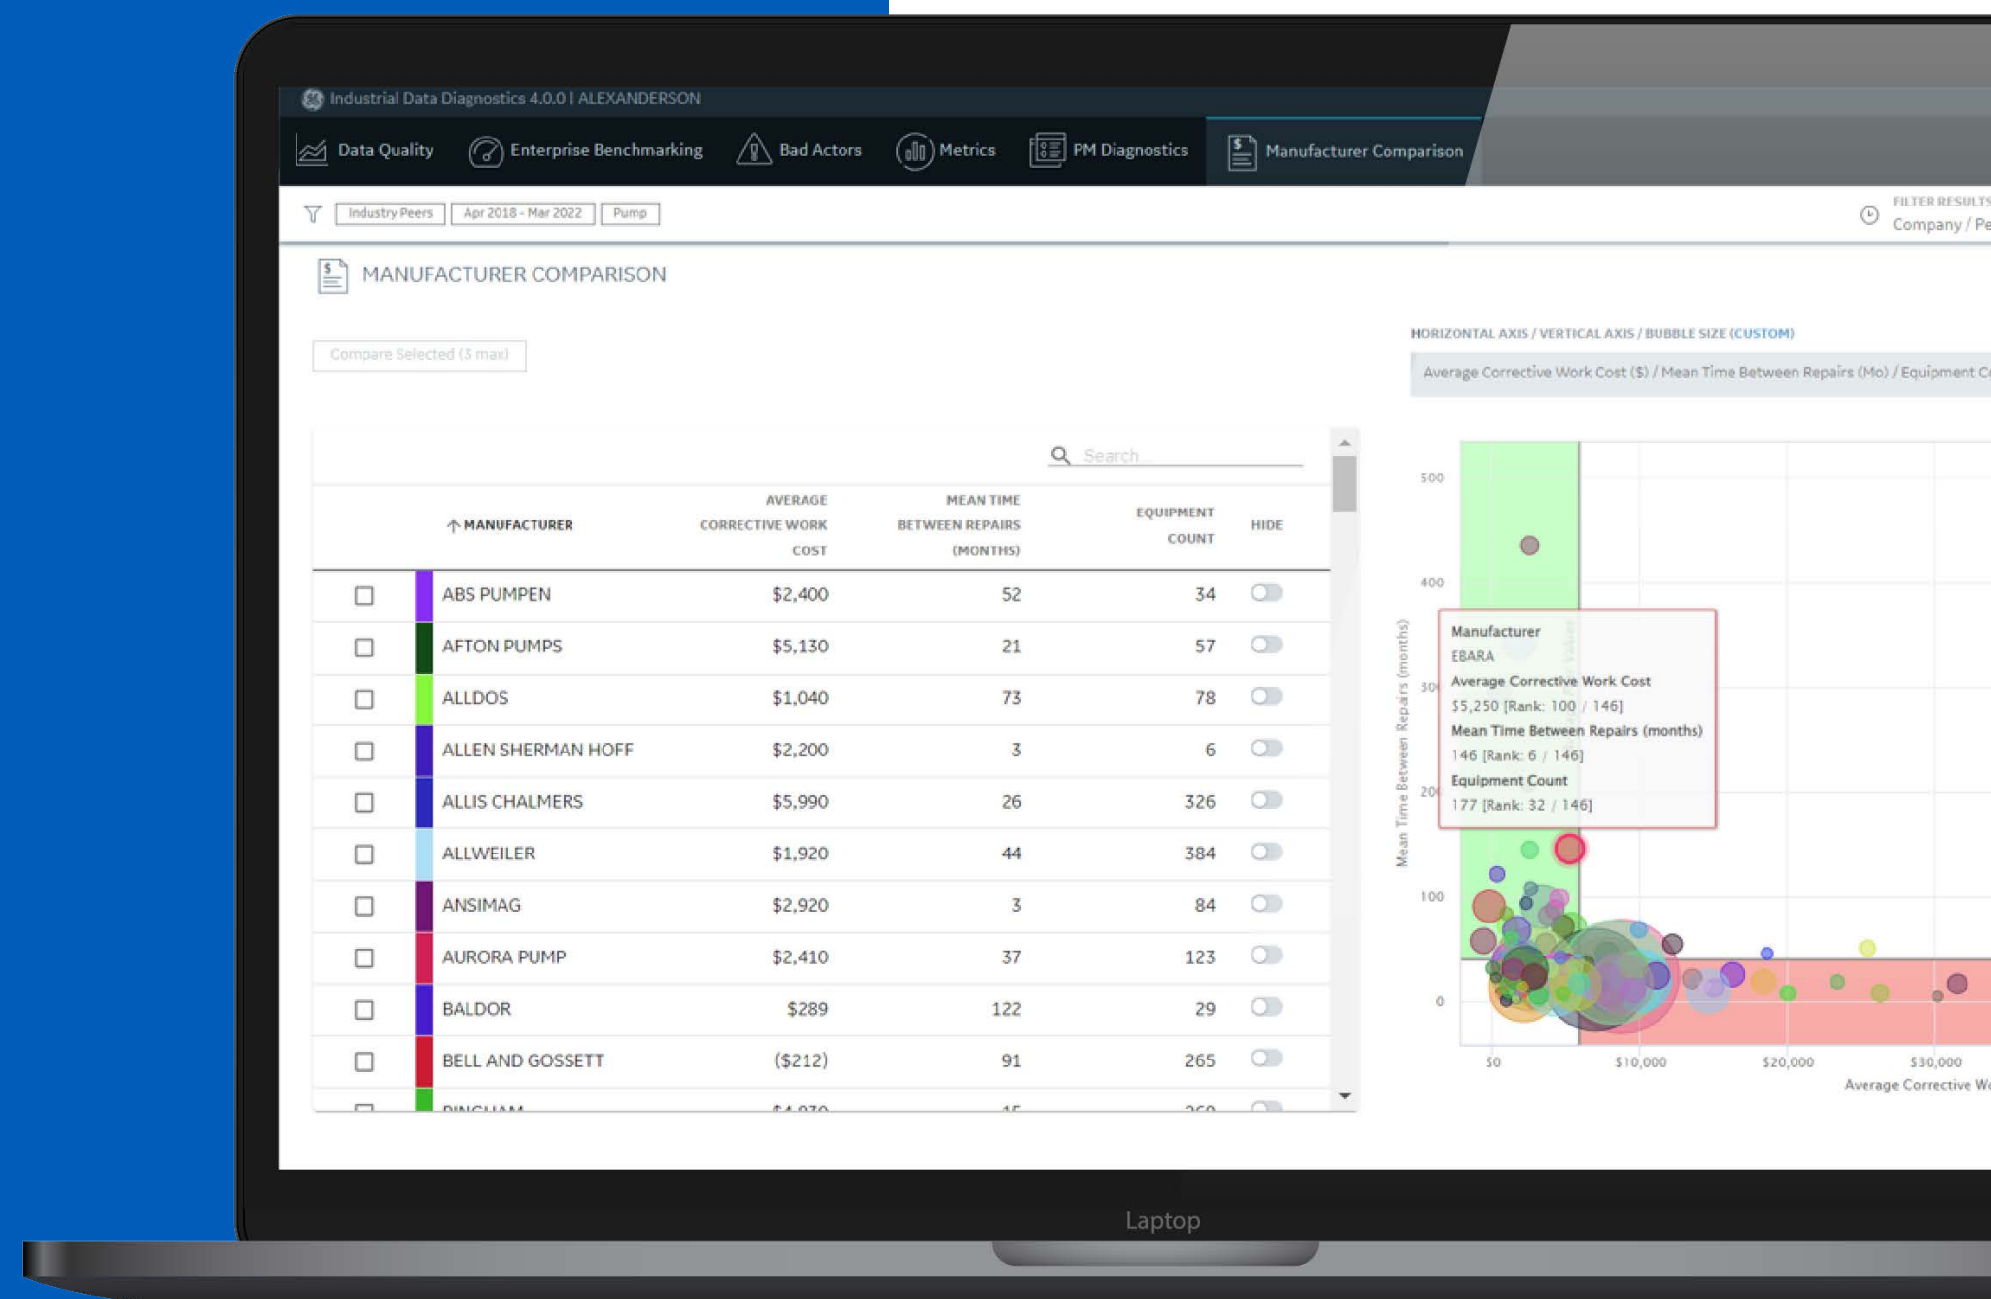 Industrial Data Diagnostics 4.0.0 | ALEXANDERSON
Data Quality
Enterprise Benchmarking
Bad Actors
Metrics
PM Diagnostics
$ Manufacturer Comparison
Industry Peers
Apr 2018 - Mar 2022
Pump
FILTER RESULTS
Company / Pe
$ MANUFACTURER COMPARISON
Compare Selected (3 max)
HORIZONTAL AXIS / VERTICAL AXIS / BUBBLE SIZE (CUSTOM)
Average Corrective Work Cost ($) / Mean Time Between Repairs (Mo) / Equipment Co
Search...
MANUFACTURER
AVERAGE
CORRECTIVE WORK
COST
MEAN TIME
BETWEEN REPAIRS
(MONTHS)
EQUIPMENT
COUNT
HIDE
ABS PUMPEN $2,400 52 34
AFTON PUMPS $5,130 21 57
ALLDOS $1,040 73 78
ALLEN SHERMAN HOFF $2,200 3 6
ALLIS CHALMERS $5,990 26 326
ALLWEILER $1,920 44 384
ANSIMAG $2,920 3 84
AURORA PUMP $2,410 37 123
BALDOR $289 122 29
BELL AND GOSSETT ($212) 91 265
BINGHAM
Mean Time Between Repairs (months)
500
400
30
20
100
0
Manufacturer
EBARA
Average Corrective Work Cost
$5,250 [Rank: 100 / 146]
Mean Time Between Repairs (months)
146 [Rank: 6 / 146]
Equipment Count
177 [Rank: 32 / 146]
$0
$10,000
$20,000
$30,000
Average Corrective Wo
Laptop